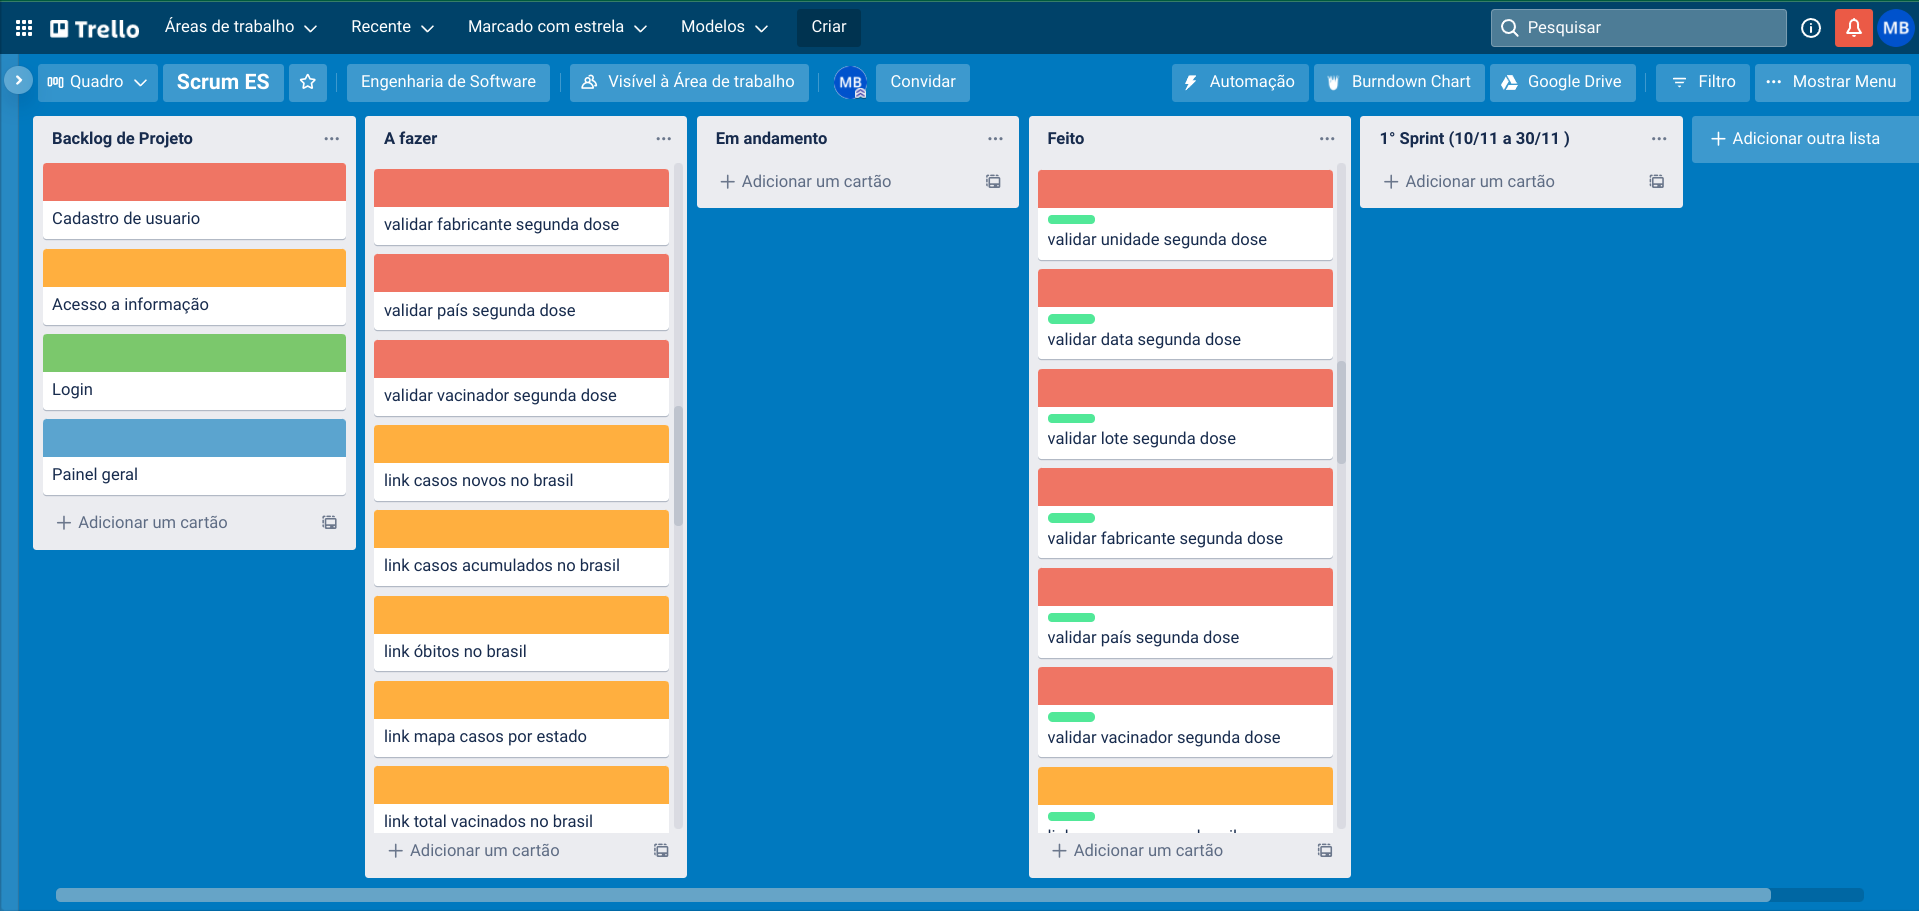 Trello
Áreas de trabalho
Recente
Marcado com estrela
Modelos
Criar
Pesquisar
MB
Quadro
Scrum ES
Engenharia de Software
Visível à Área de trabalho
MB
Convidar
Automação
Burndown Chart
Google Drive
Filtro
Mostrar Menu
Backlog de Projeto
Cadastro de usuario
Acesso a informação
Login
Painel geral
Adicionar um cartão
A fazer
validar fabricante segunda dose
validar país segunda dose
validar vacinador segunda dose
link casos novos no brasil
link casos acumulados no brasil
link óbitos no brasil
link mapa casos por estado
link total vacinados no brasil
Adicionar um cartão
Em andamento
Adicionar um cartão
Feito
validar unidade segunda dose
validar data segunda dose
validar lote segunda dose
validar fabricante segunda dose
validar país segunda dose
validar vacinador segunda dose
Adicionar um cartão
1° Sprint (10/11 a 30/11 )
Adicionar um cartão
Adicionar outra lista